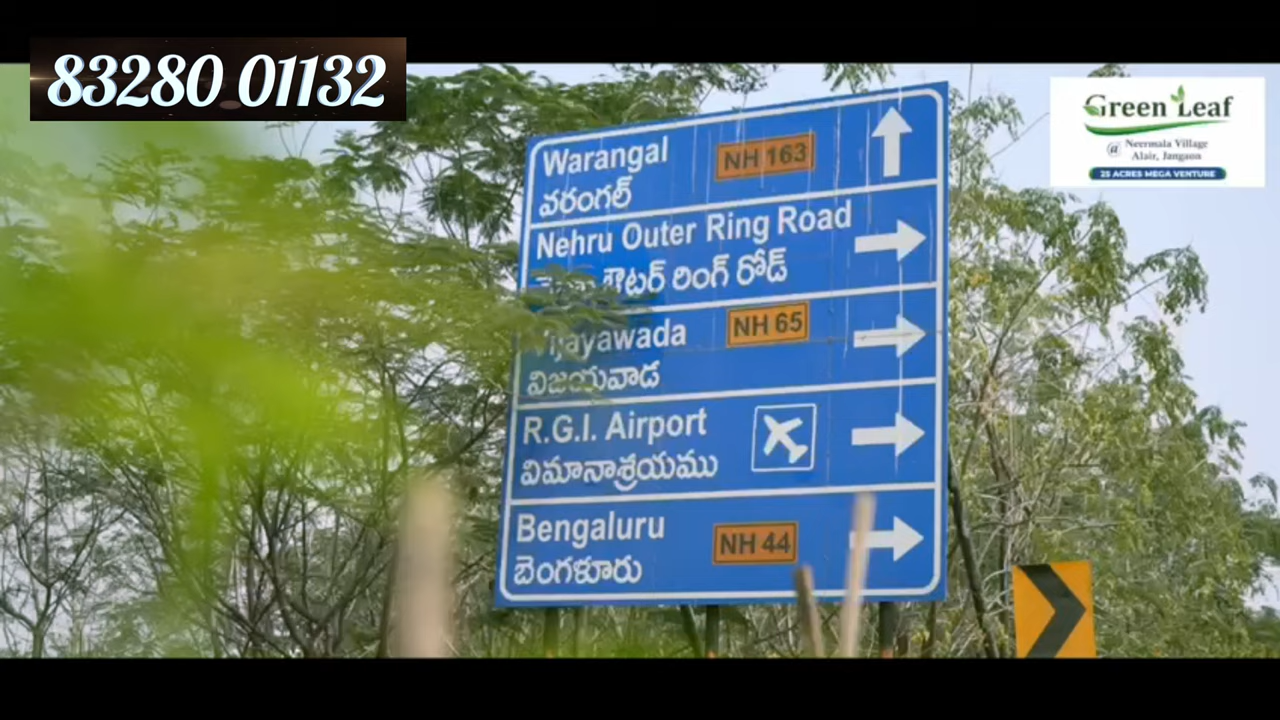 83280 01132
Green Leaf
@ Neermala Village
Alair, Jangaon
25 ACRES MEGA VENTURE
Warangal NH 163
వరంగల్
Nehru Outer Ring Road
ఔటర్ రింగ్ రోడ్
Vijayawada NH 65
విజయవాడ
R.G.I. Airport
విమానాశ్రయము
Bengaluru NH 44
బెంగళూరు